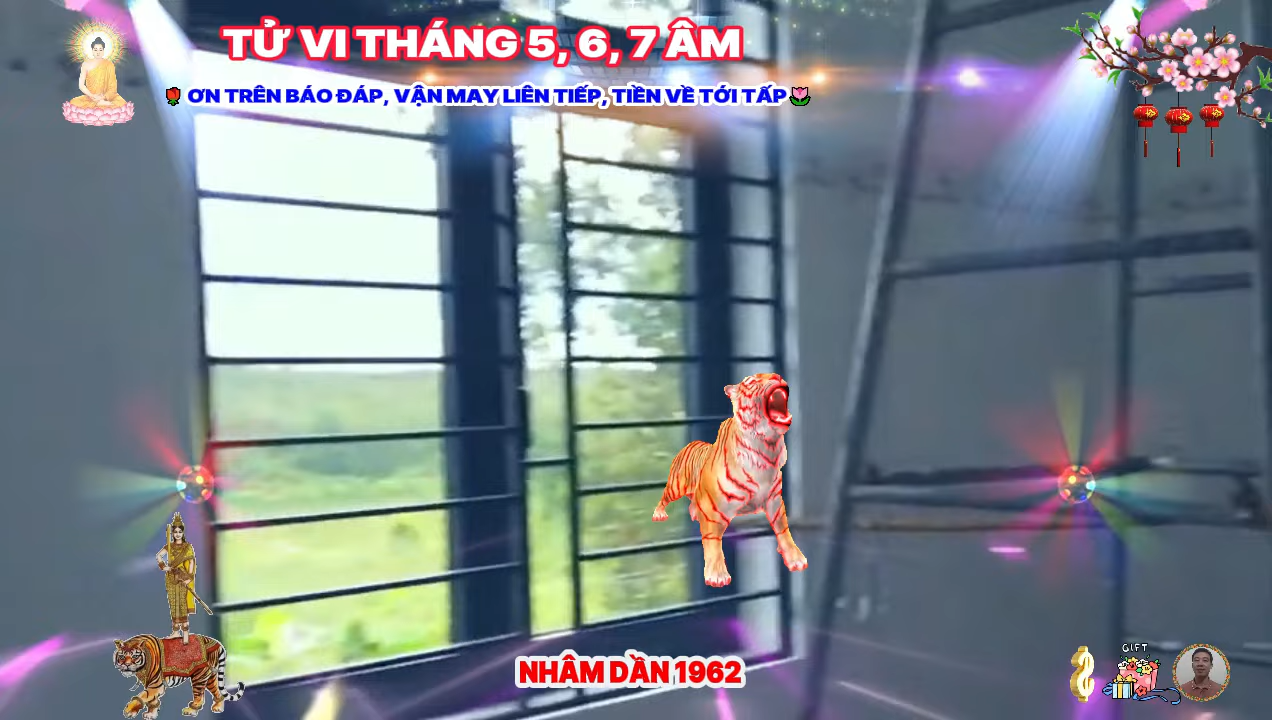 TỬ VI THÁNG 5, 6, 7 ÂM
ƠN TRÊN BÁO ĐÁP, VẬN MAY LIÊN TIẾP, TIỀN VỀ TỚI TẤP
NHÂM DẦN 1962
GIFT